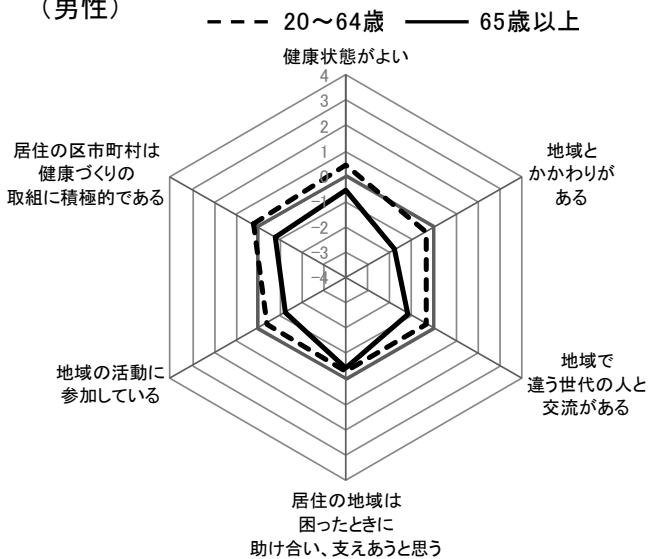 （男性）
20～64歳 65歳以上
健康状態がよい
4
3
2
1
0
-1
-2
-3
-4
地域と
かかわりが
ある
地域で
違う世代の人と
交流がある
居住の地域は
困ったときに
助け合い、支えあうと思う
地域の活動に
参加している
居住の区市町村は
健康づくりの
取組に積極的である